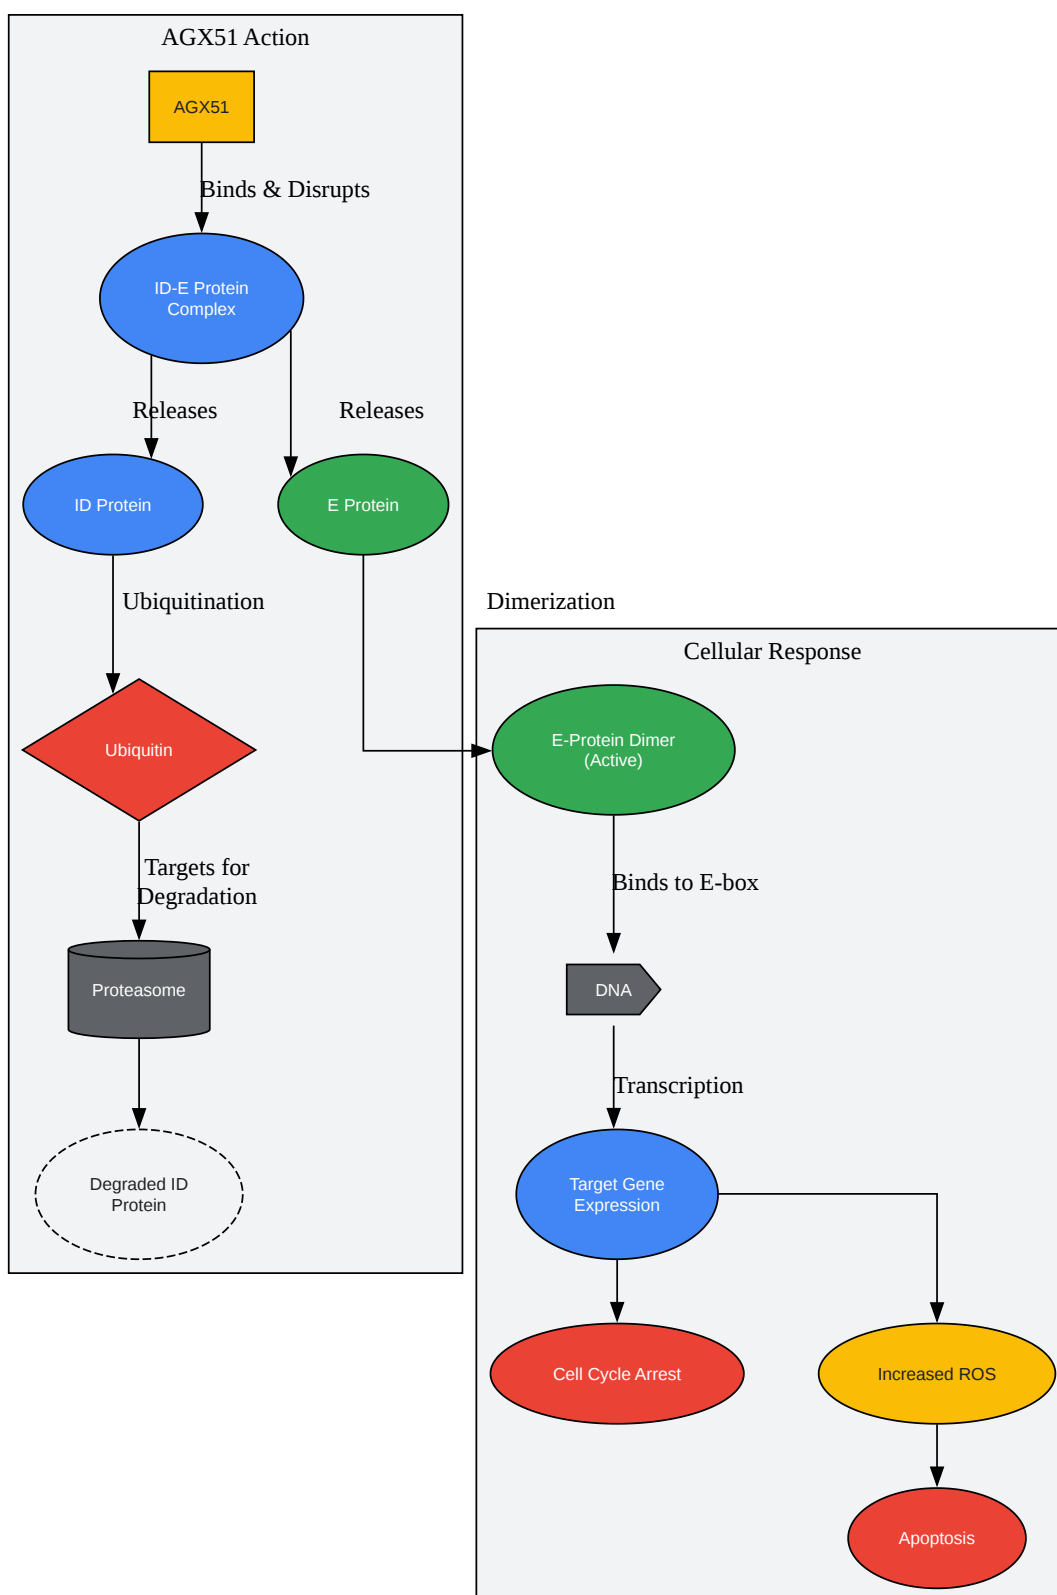 AGX51 Action
AGX51
Binds & Disrupts
ID-E Protein
Complex
Releases
Releases
ID Protein
E Protein
Ubiquitination
Dimerization
Cellular Response
Ubiquitin
E-Protein Dimer
(Active)
Targets for
Degradation
Binds to E-box
Proteasome
DNA
Transcription
Degraded ID
Protein
Target Gene
Expression
Cell Cycle Arrest
Increased ROS
Apoptosis